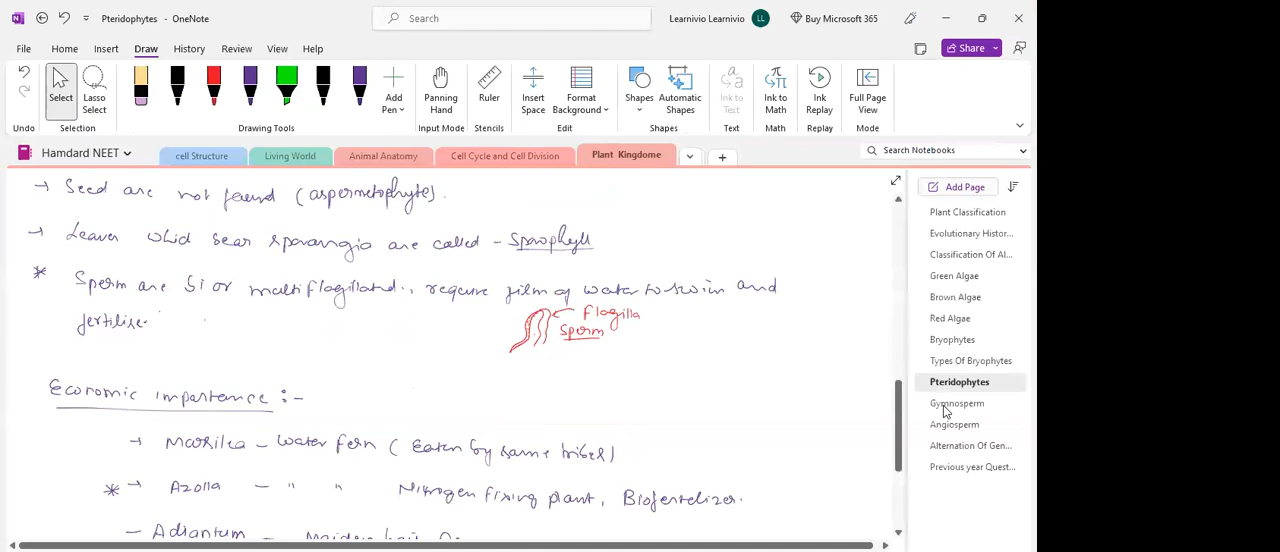 Pteridophytes - OneNote
Search
Learnivio Learnivio LL
Buy Microsoft 365
File Home Insert Draw History Review View Help
Share
Select
Lasso Select
Add Pen
Panning Hand
Ruler
Insert Space
Format Background
Shapes
Automatic Shapes
Ink to Text
Ink to Math
Ink Replay
Full Page View
Undo Selection Drawing Tools Input Mode Stencils Edit Shapes Text Math Replay Mode
Hamdard NEET
cell Structure Living World Animal Anatomy Cell Cycle and Cell Division Plant Kingdome
Search Notebooks
→ Seed are not found (aspermetophyte).
→ Leaves whid bear sporangia are called - Sporophyll
* Sperm are bi or multiflagillated, require film of water to swim and
fertilise
Flagilla
Sperm
Economic importance :-
→ Marsilea - Water fern ( Eaten by some tribel)
* → Azolla - " " Nitrogen fixing plant, Biofertelizer.
- Adiantum -
Add Page
Plant Classification
Evolutionary Histor...
Classification Of Al...
Green Algae
Brown Algae
Red Algae
Bryophytes
Types Of Bryophytes
Pteridophytes
Gymnosperm
Angiosperm
Alternation Of Gen...
Previous year Quest...